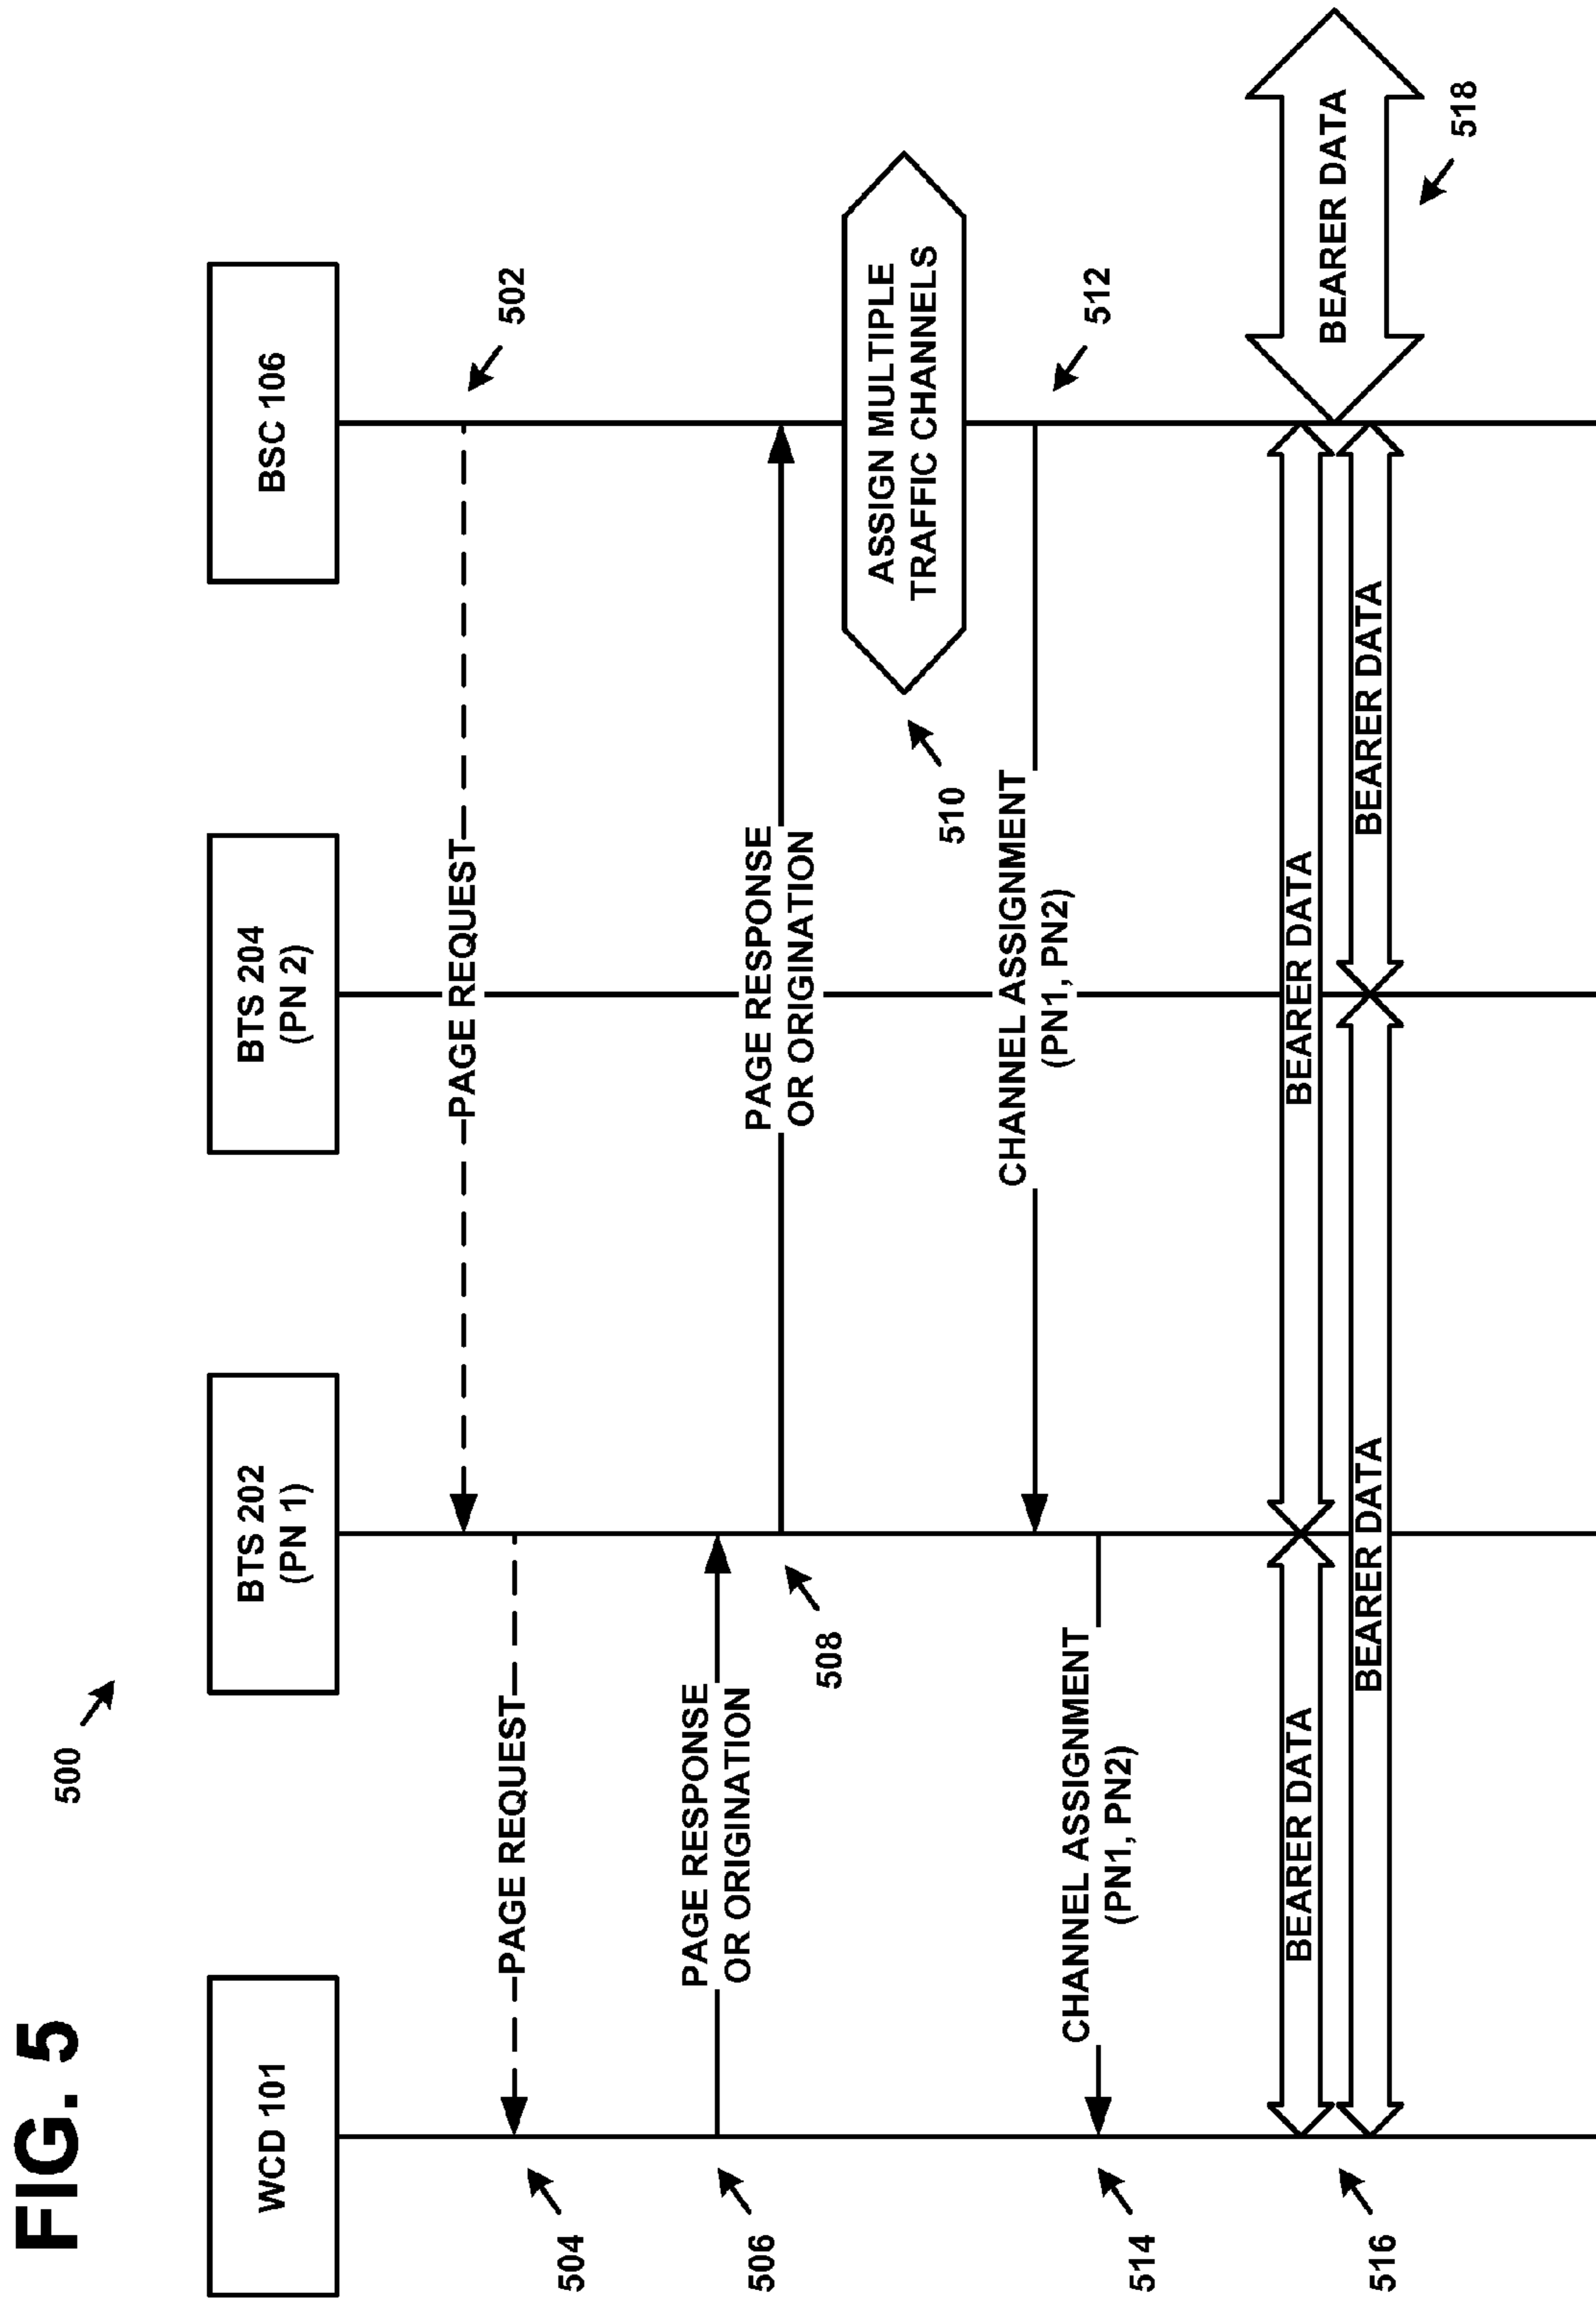 FIG. 5
500
WCD 101
BTS 202
(PN 1)
BTS 204
(PN 2)
BSC 106
PAGE REQUEST
502
PAGE REQUEST
504
PAGE RESPONSE
OR ORIGINATION
506
PAGE RESPONSE
OR ORIGINATION
508
ASSIGN MULTIPLE
TRAFFIC CHANNELS
510
CHANNEL ASSIGNMENT
(PN1, PN2)
512
CHANNEL ASSIGNMENT
(PN1, PN2)
514
BEARER DATA
BEARER DATA
BEARER DATA
BEARER DATA
BEARER DATA
516
518